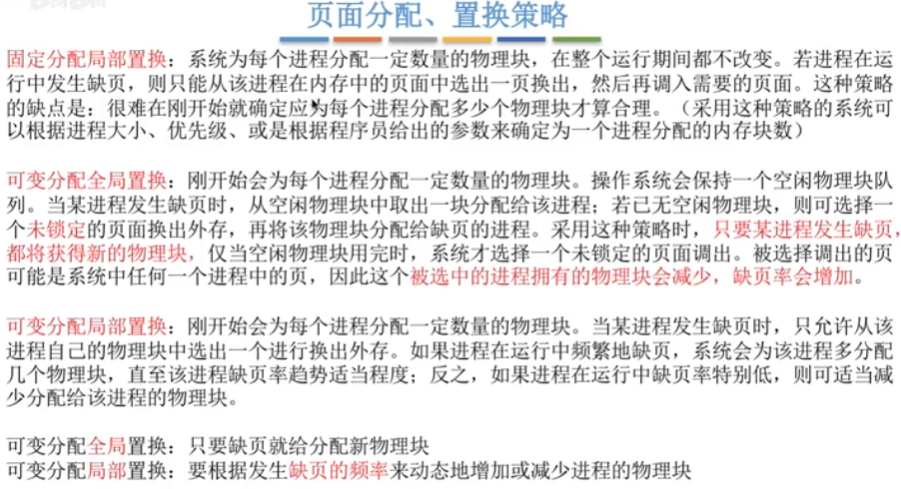 页面分配、置换策略
固定分配局部置换：系统为每个进程分配一定数量的物理块，在整个运行期间都不改变。若进程在运
行中发生缺页，则只能从该进程在内存中的页面中选出一页换出，然后再调入需要的页面。这种策略
的缺点是：很难在刚开始就确定应为每个进程分配多少个物理块才算合理。（采用这种策略的系统可
以根据进程大小、优先级、或是根据程序员给出的参数来确定为一个进程分配的内存块数）
可变分配全局置换：刚开始会为每个进程分配一定数量的物理块。操作系统会保持一个空闲物理块队
列。当某进程发生缺页时，从空闲物理块中取出一块分配给该进程；若已无空闲物理块，则可选择一
个未锁定的页面换出外存，再将该物理块分配给缺页的进程。采用这种策略时，只要某进程发生缺页，
都将获得新的物理块，仅当空闲物理块用完时，系统才选择一个未锁定的页面调出。被选择调出的页
可能是系统中任何一个进程中的页，因此这个被选中的进程拥有的物理块会减少，缺页率会增加。
可变分配局部置换：刚开始会为每个进程分配一定数量的物理块。当某进程发生缺页时，只允许从该
进程自己的物理块中选出一个进行换出外存。如果进程在运行中频繁地缺页，系统会为该进程多分配
几个物理块，直至该进程缺页率趋势适当程度；反之，如果进程在运行中缺页率特别低，则可适当减
少分配给该进程的物理块。
可变分配全局置换：只要缺页就给分配新物理块
可变分配局部置换：要根据发生缺页的频率来动态地增加或减少进程的物理块